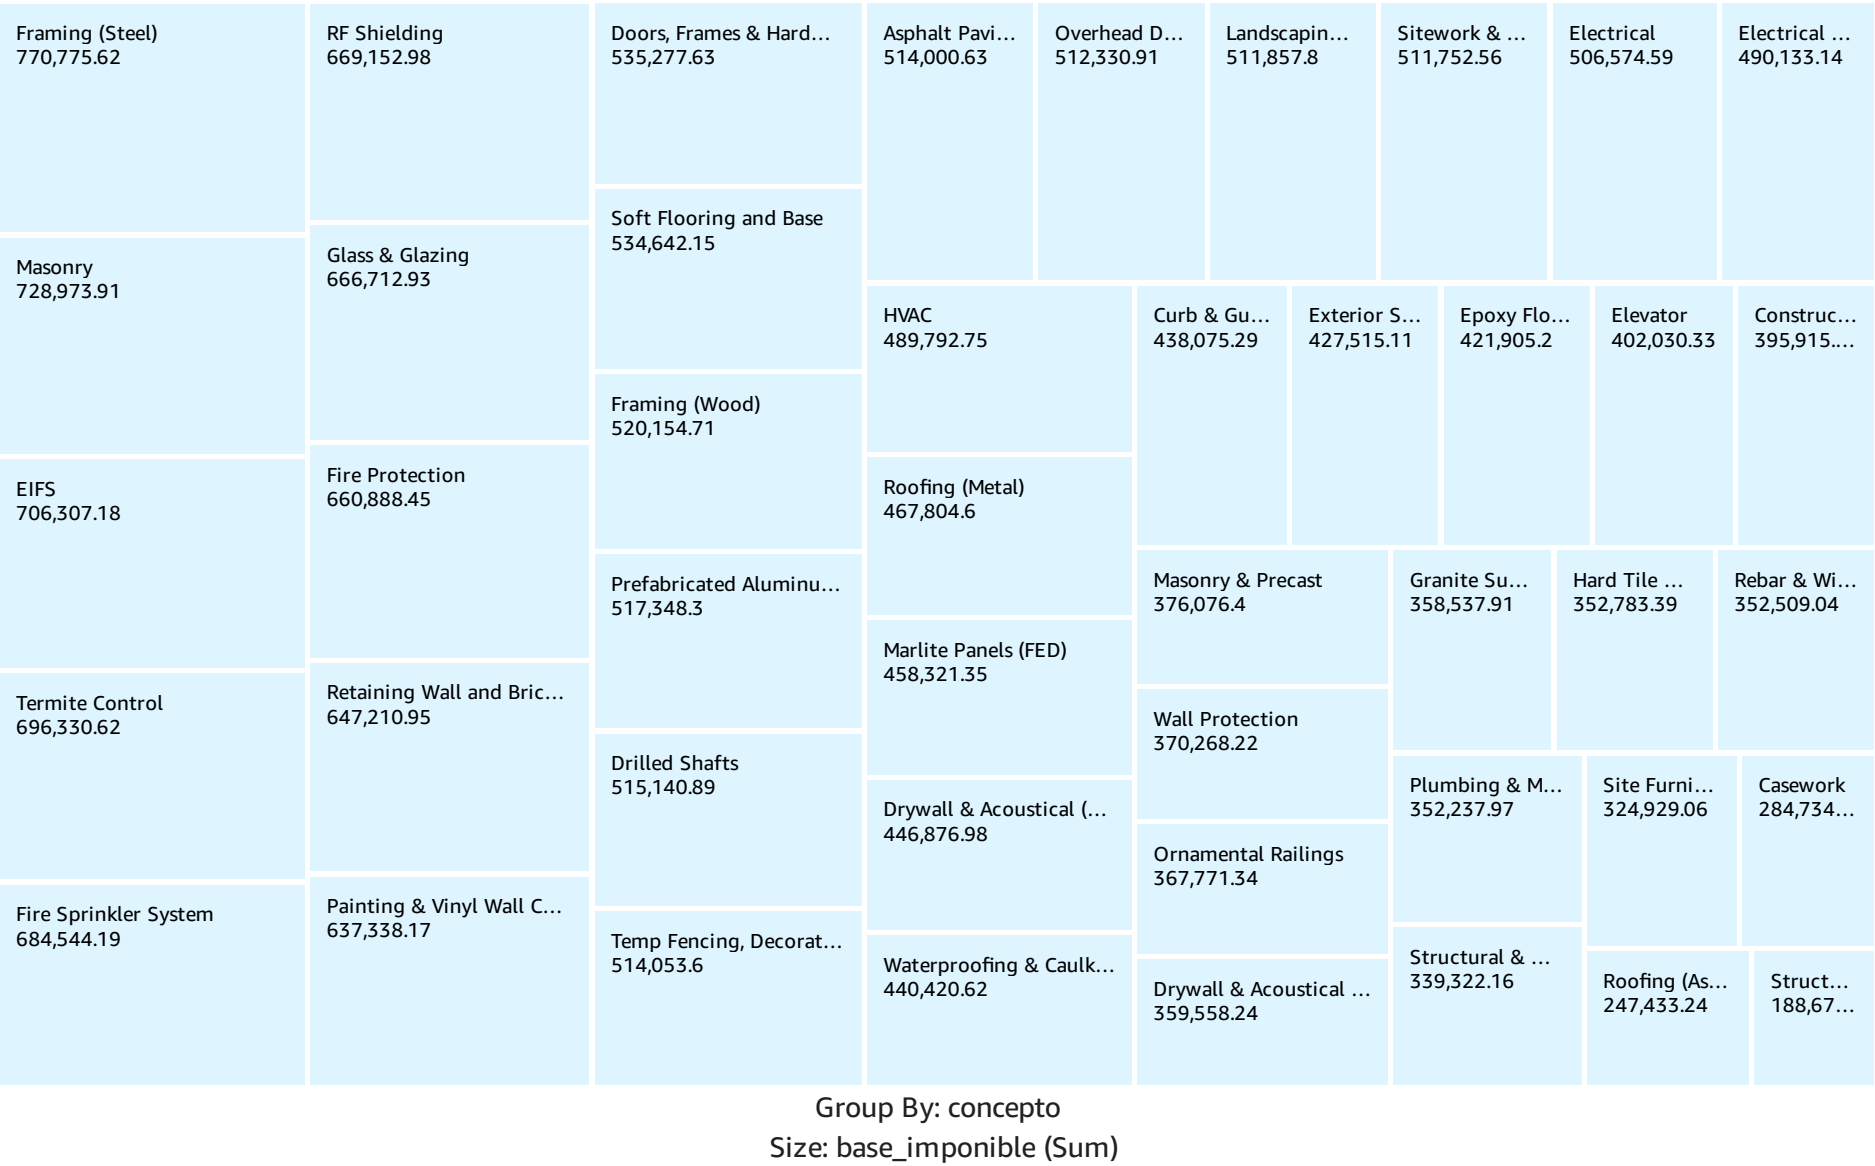 Framing (Steel)
770,775.62
Masonry
728,973.91
EIFS
706,307.18
Termite Control
696,330.62
Fire Sprinkler System
684,544.19
RF Shielding
669,152.98
Glass & Glazing
666,712.93
Fire Protection
660,888.45
Retaining Wall and Bric...
647,210.95
Painting & Vinyl Wall C...
637,338.17
Doors, Frames & Hard...
535,277.63
Soft Flooring and Base
534,642.15
Framing (Wood)
520,154.71
Prefabricated Aluminu...
517,348.3
Drilled Shafts
515,140.89
Temp Fencing, Decorat...
514,053.6
Asphalt Pavi...
514,000.63
Overhead D...
512,330.91
Landscapin...
511,857.8
Sitework & ...
511,752.56
Electrical
506,574.59
Electrical ...
490,133.14
HVAC
489,792.75
Roofing (Metal)
467,804.6
Marlite Panels (FED)
458,321.35
Drywall & Acoustical (...
446,876.98
Waterproofing & Caulk...
440,420.62
Curb & Gu...
438,075.29
Exterior S...
427,515.11
Epoxy Flo...
421,905.2
Elevator
402,030.33
Construc...
395,915....
Masonry & Precast
376,076.4
Wall Protection
370,268.22
Ornamental Railings
367,771.34
Drywall & Acoustical ...
359,558.24
Granite Su...
358,537.91
Hard Tile ...
352,783.39
Rebar & Wi...
352,509.04
Plumbing & M...
352,237.97
Structural & ...
339,322.16
Site Furni...
324,929.06
Casework
284,734...
Roofing (As...
247,433.24
Struct...
188,67...
Group By: concepto
Size: base_imponible (Sum)